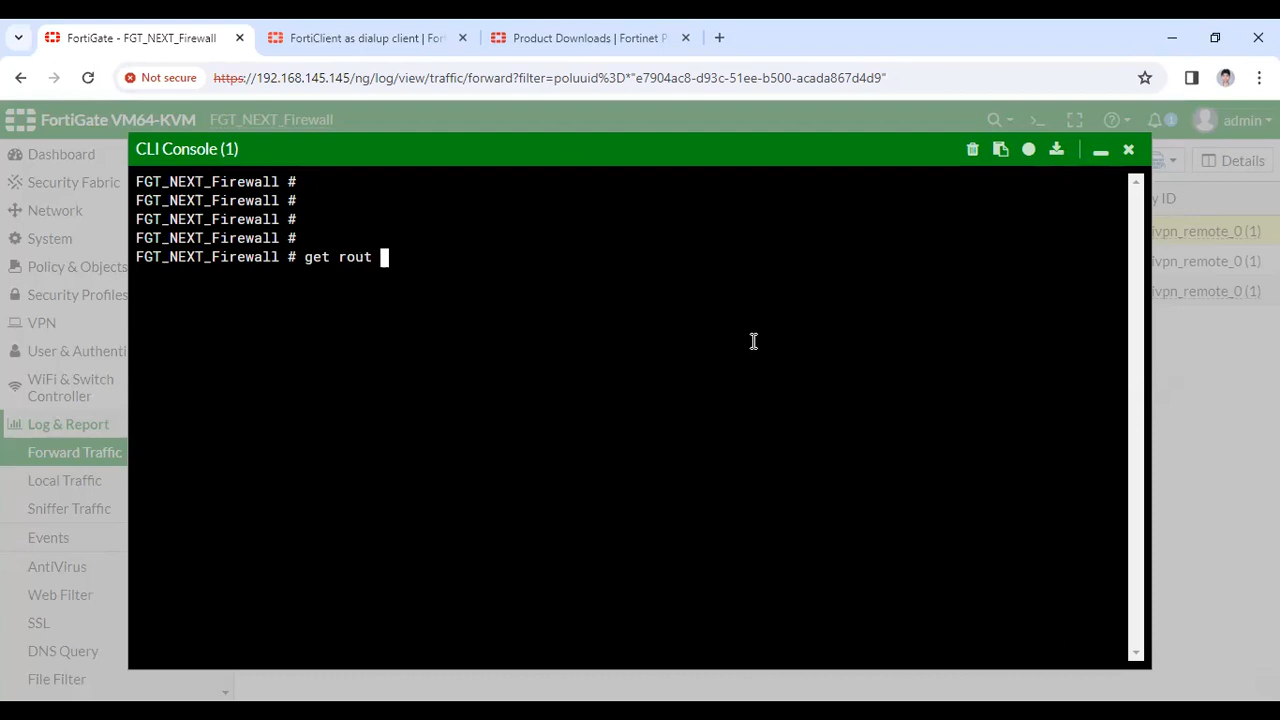 FortiGate - FGT_NEXT_Firewall
FortiClient as dialup client | Fort
Product Downloads | Fortinet P
Not secure
https://192.168.145.145/ng/log/view/traffic/forward?filter=poluuid%3D*"e7904ac8-d93c-51ee-b500-acada867d4d9"
FortiGate VM64-KVM
FGT_NEXT_Firewall
1
admin
CLI Console (1)
Dashboard
Security Fabric
Network
System
Policy & Objects
Security Profiles
VPN
User & Authenti
WiFi & Switch
Controller
Log & Report
Forward Traffic
Local Traffic
Sniffer Traffic
Events
AntiVirus
Web Filter
SSL
DNS Query
File Filter
FGT_NEXT_Firewall #
FGT_NEXT_Firewall #
FGT_NEXT_Firewall #
FGT_NEXT_Firewall #
FGT_NEXT_Firewall # get rout
Details
y ID
ivpn_remote_0 (1)
ivpn_remote_0 (1)
ivpn_remote_0 (1)